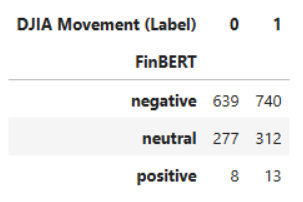 DJIA Movement (Label) 0 1
FinBERT
negative 639 740
neutral 277 312
positive 8 13